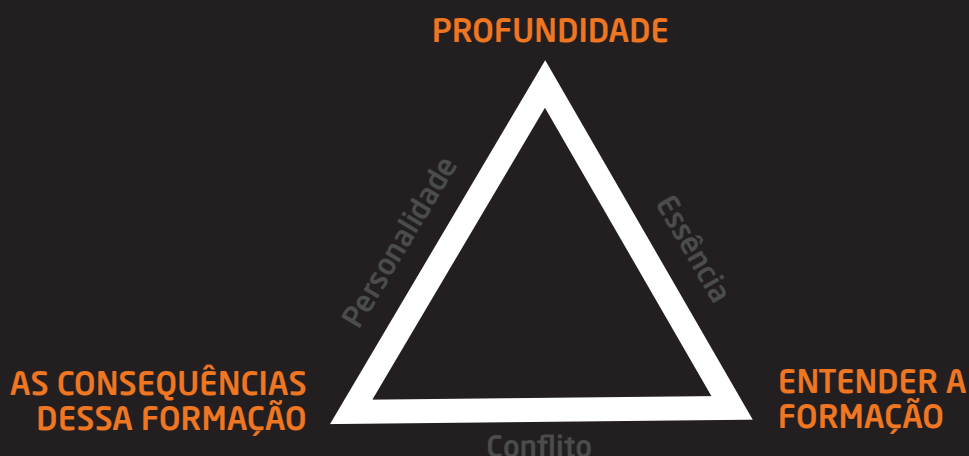 PROFUNDIDADE
Personalidade
Essência
AS CONSEQUÊNCIAS
DESSA FORMAÇÃO
ENTENDER A
FORMAÇÃO
Conflito